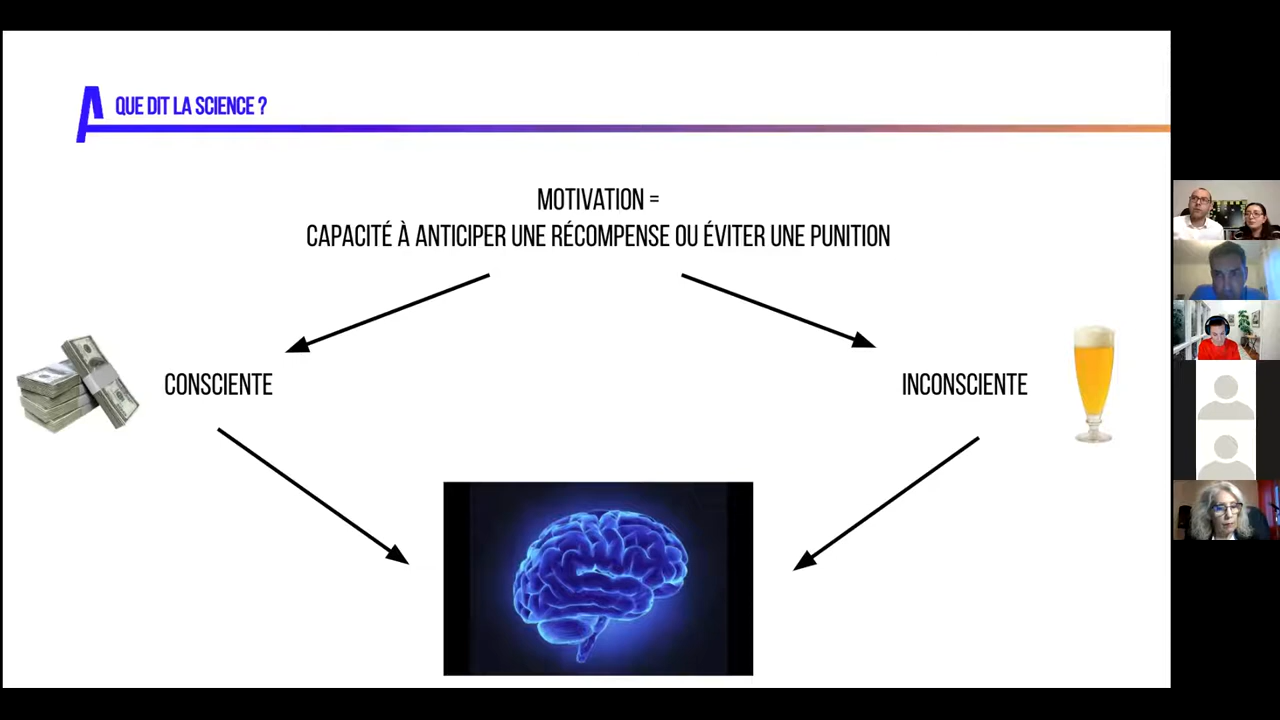 QUE DIT LA SCIENCE ?
MOTIVATION =
CAPACITÉ À ANTICIPER UNE RÉCOMPENSE OU ÉVITER UNE PUNITION
CONSCIENTE
INCONSCIENTE